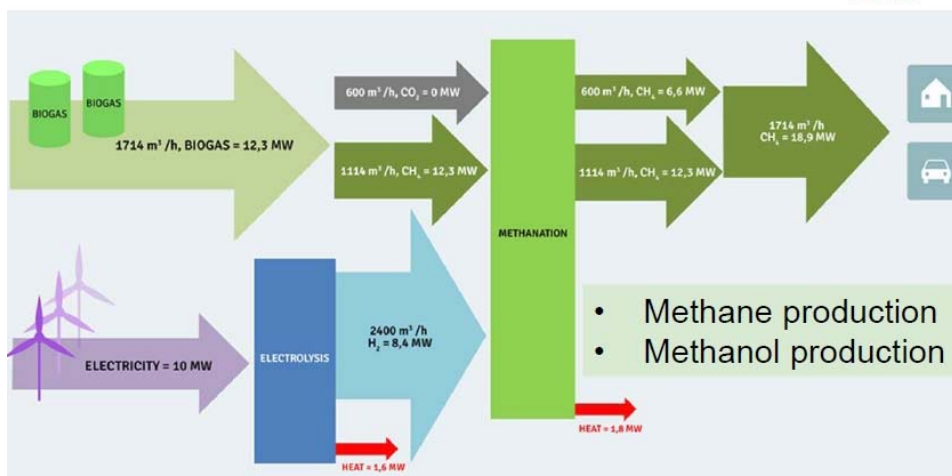 BIOGAS
BIOGAS
1714 m³ /h, BIOGAS = 12,3 MW
600 m³ /h, CO₂ = 0 MW
1114 m³ /h, CH₄ = 12,3 MW
METHANATION
600 m³ /h, CH₄ = 6,6 MW
1114 m³ /h, CH₄ = 12,3 MW
1714 m³ /h
CH₄ = 18,9 MW
ELECTRICITY = 10 MW
ELECTROLYSIS
2400 m³ /h
H₂ = 8,4 MW
HEAT = 1,6 MW
HEAT = 1,8 MW
• Methane production
• Methanol production